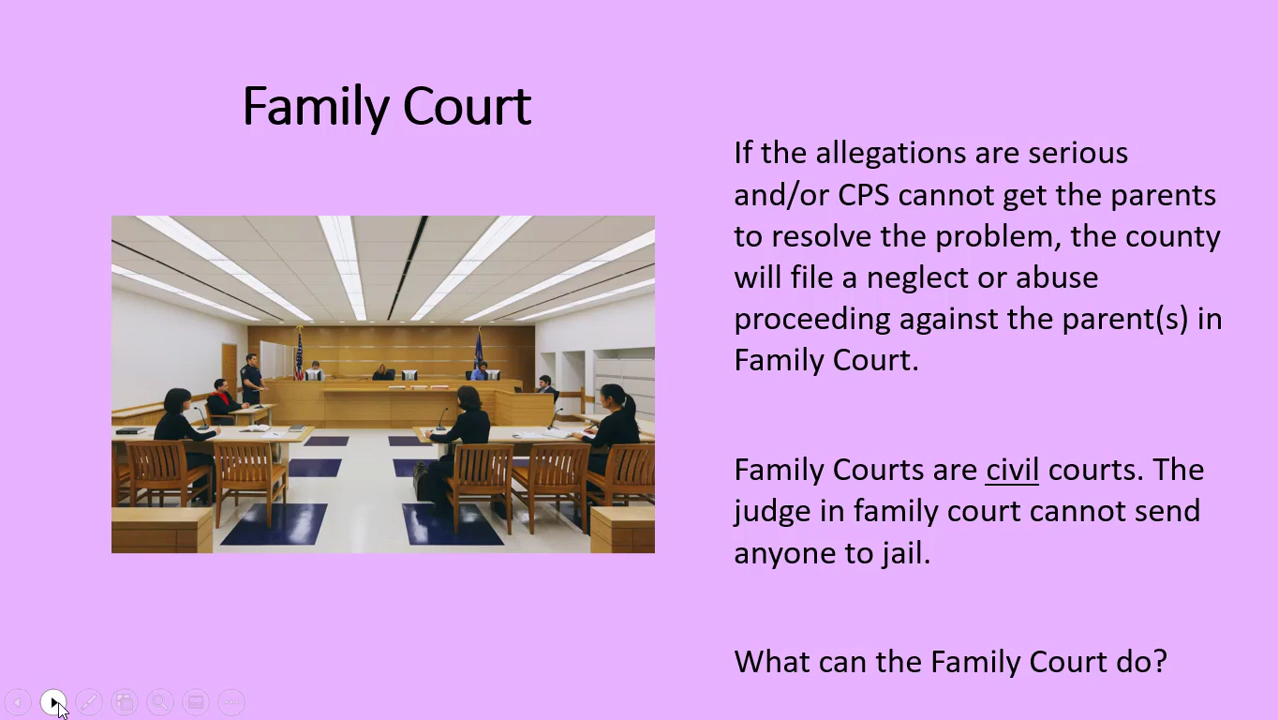 Family Court
If the allegations are serious
and/or CPS cannot get the parents
to resolve the problem, the county
will file a neglect or abuse
proceeding against the parent(s) in
Family Court.
Family Courts are civil courts. The
judge in family court cannot send
anyone to jail.
What can the Family Court do?